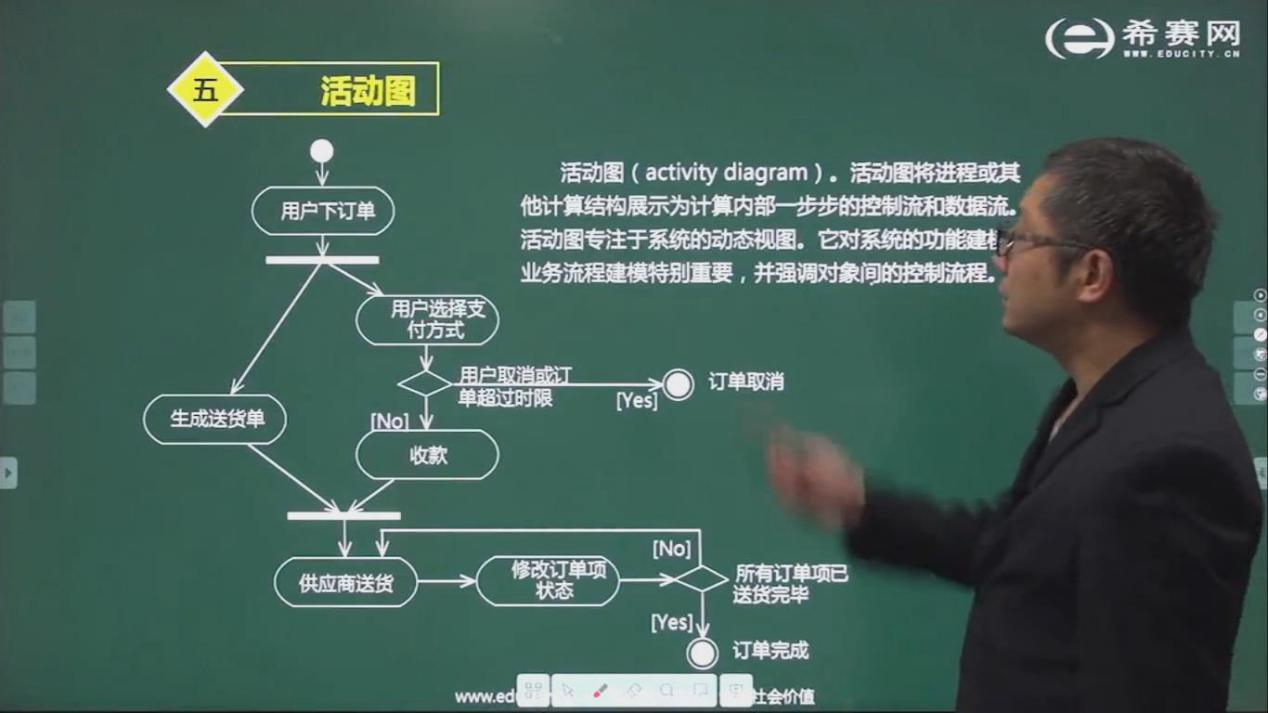 希赛网
WWW.EDUCITY.CN
五
活动图
活动图（activity diagram）。活动图将进程或其
他计算结构展示为计算内部一步步的控制流和数据流。
活动图专注于系统的动态视图。它对系统的功能建
业务流程建模特别重要，并强调对象间的控制流程。
用户下订单
用户选择支
付方式
用户取消或订
单超过时限
[Yes]
订单取消
[No]
生成送货单
收款
供应商送货
修改订单项
状态
[No]
所有订单项已
送货完毕
[Yes]
订单完成
www.ed
社会价值